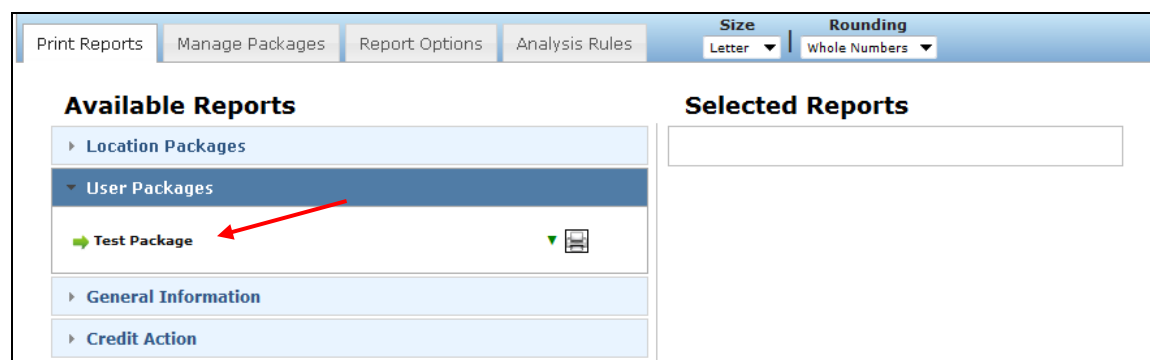 Print Reports
Manage Packages
Report Options
Analysis Rules
Size
Rounding
Letter
Whole Numbers
Available Reports
Selected Reports
Location Packages
User Packages
Test Package
General Information
Credit Action